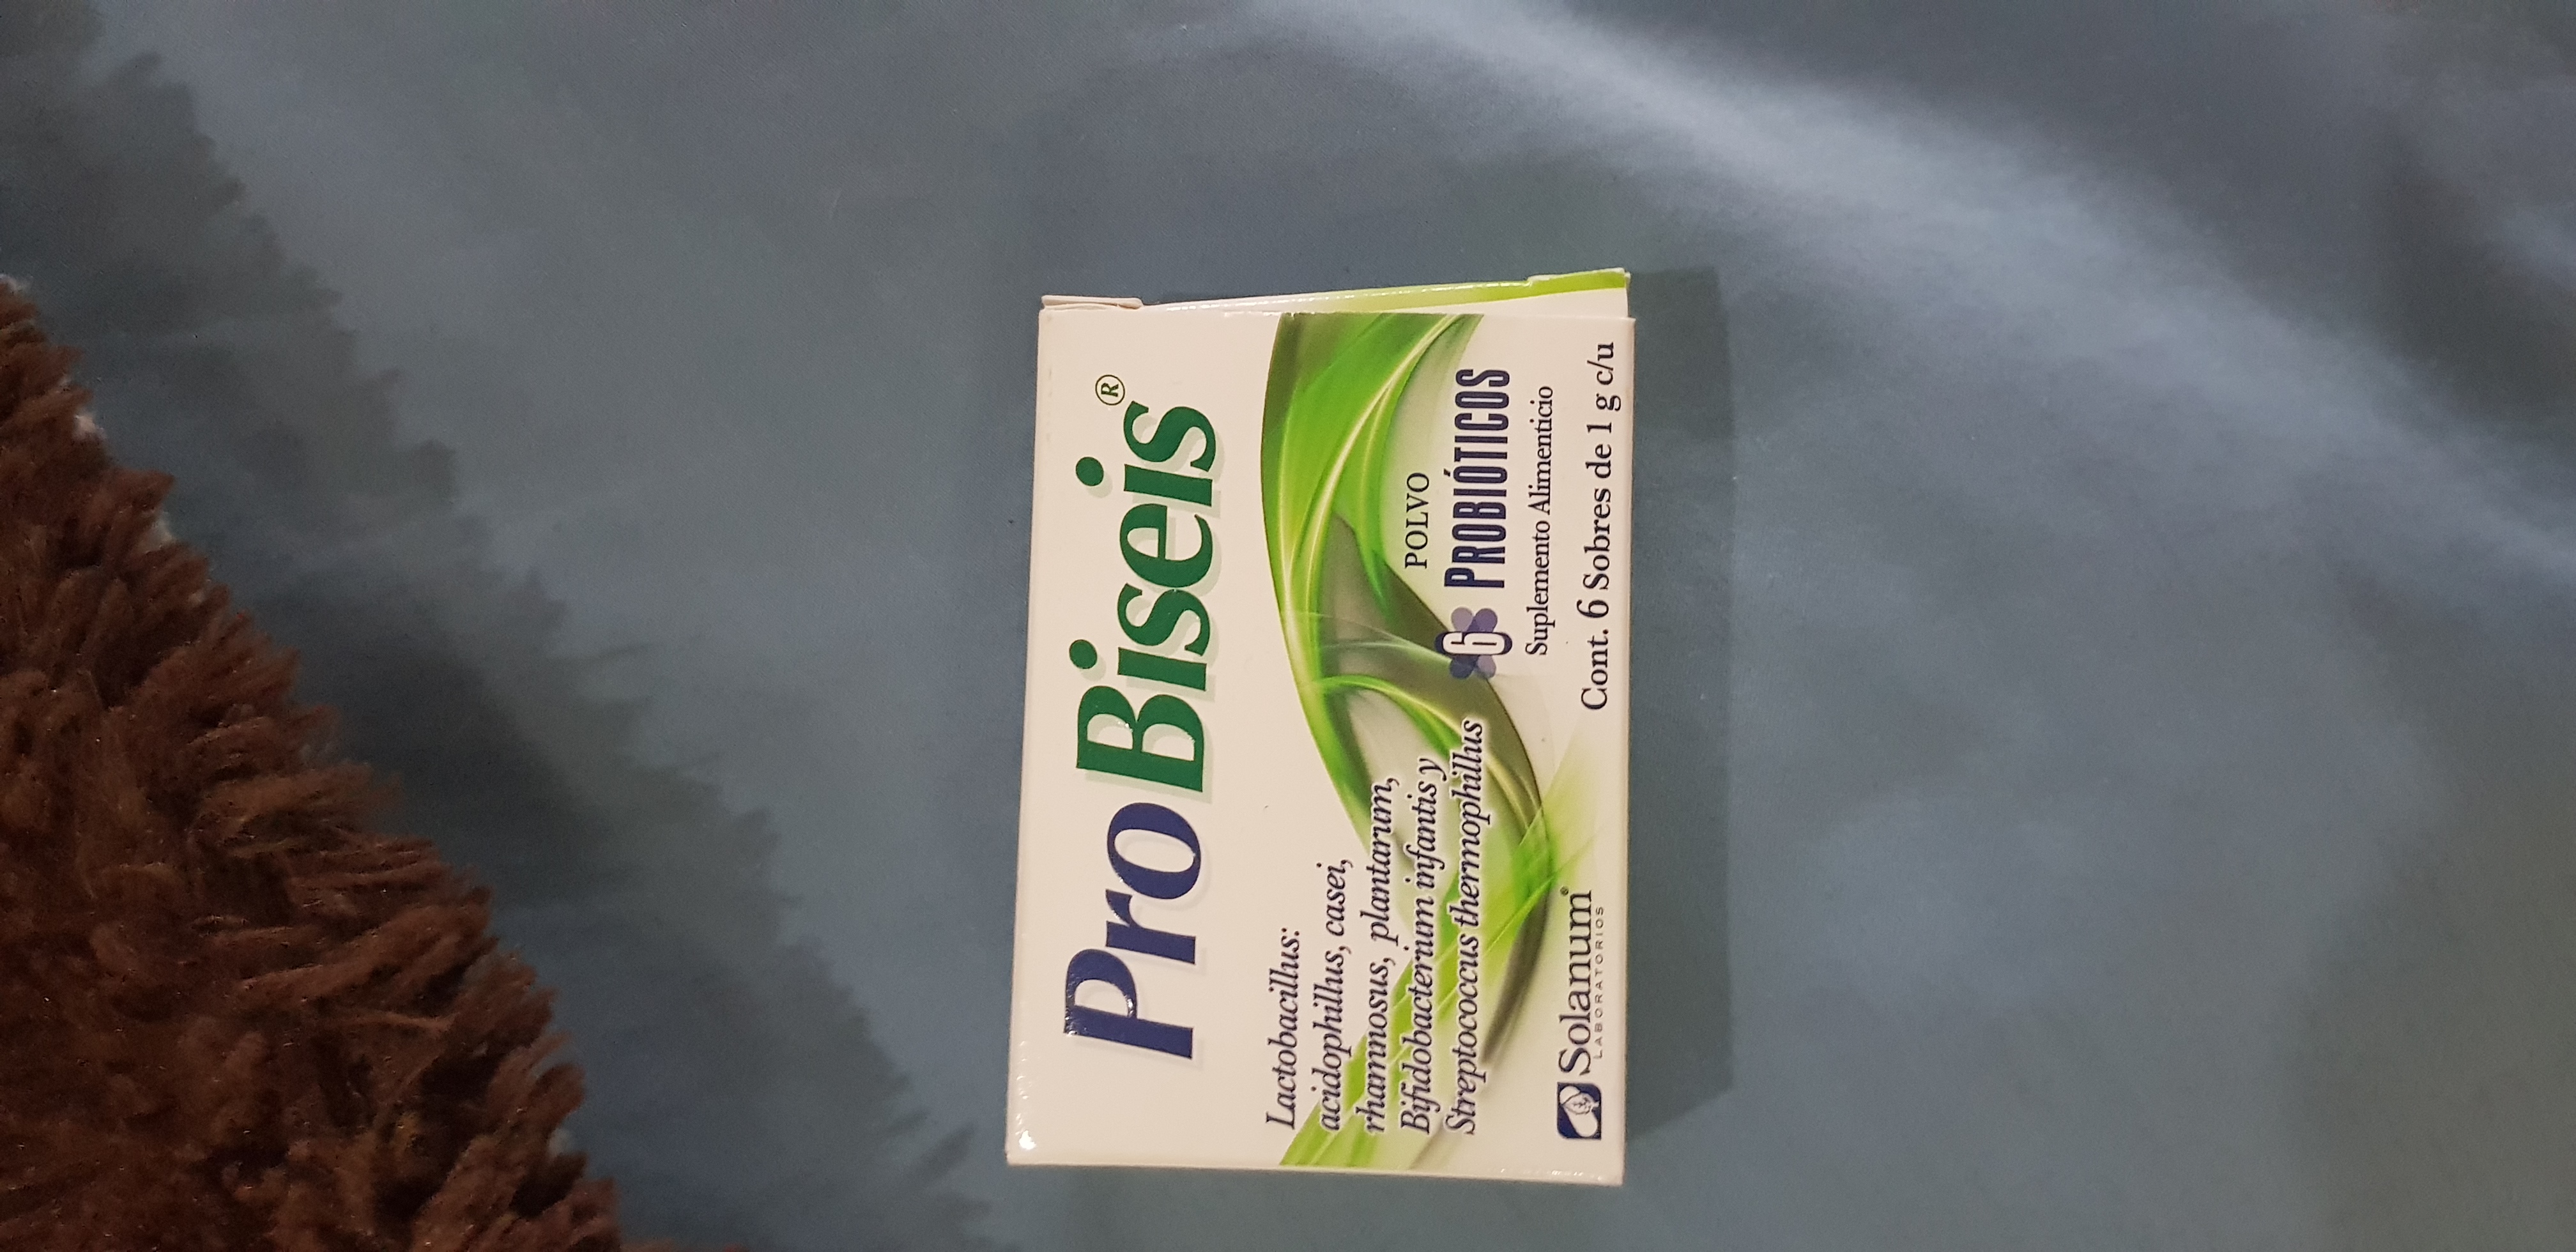 ProBiseis®
Lactobacillus:
acidophillus, casei,
rhamnosus, plantarum,
Bifidobacterium infantis y
Streptococcus thermophillus
POLVO
6 PROBIÓTICOS
Suplemento Alimenticio
Solanum®
LABORATORIOS
Cont. 6 Sobres de 1 g c/u